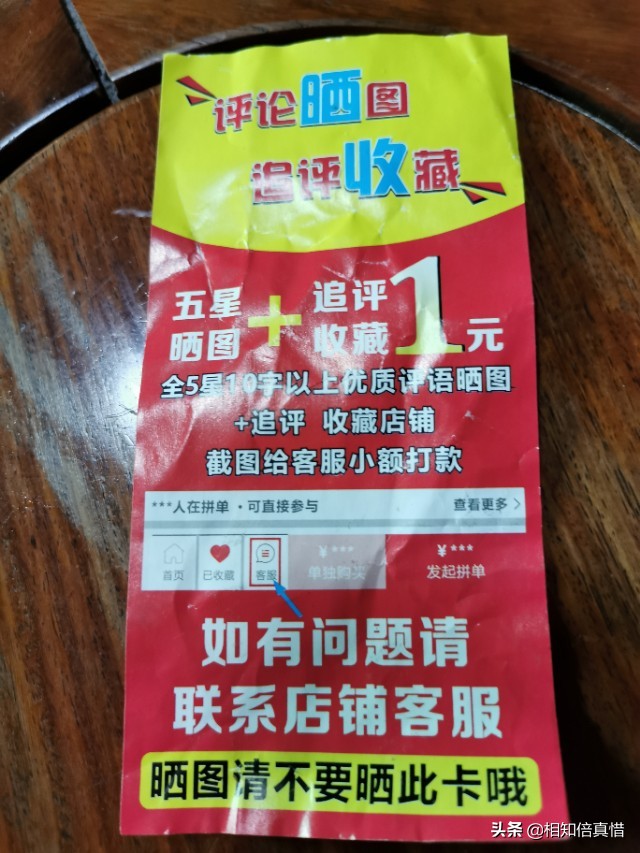 评论晒图
追评收藏
五星晒图+追评收藏1元
全5星10字以上优质评语晒图
+追评 收藏店铺
截图给客服小额打款
***人在拼单·可直接参与 查看更多>
¥*** ¥***
首页 已收藏 客服 单独购买 发起拼单
如有问题请
联系店铺客服
晒图请不要晒此卡哦
头条 @相知倍真惜